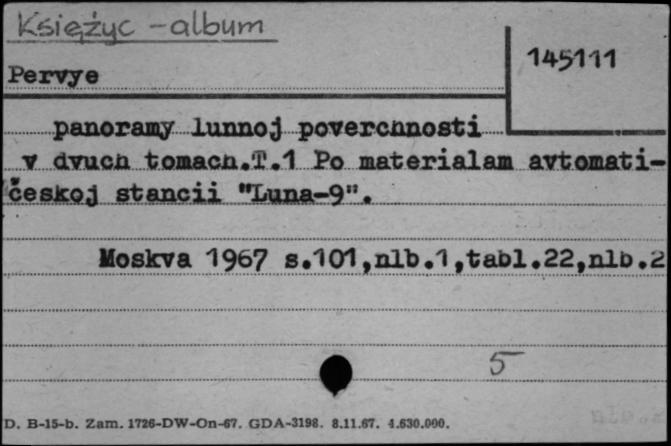 Księżyc - album
145111
Pervye
panoramy lunnoj poverchnosti
v dvuch tomach.T.1 Po materialam avtomati-
českoj stancii "Luna-9".
Moskva 1967 s.101,nlb.1,tabl.22,nlb.2
5
D. B-15-b. Zam. 1726-DW-On-67. GDA-3198. 8.11.67. 4.630.000.